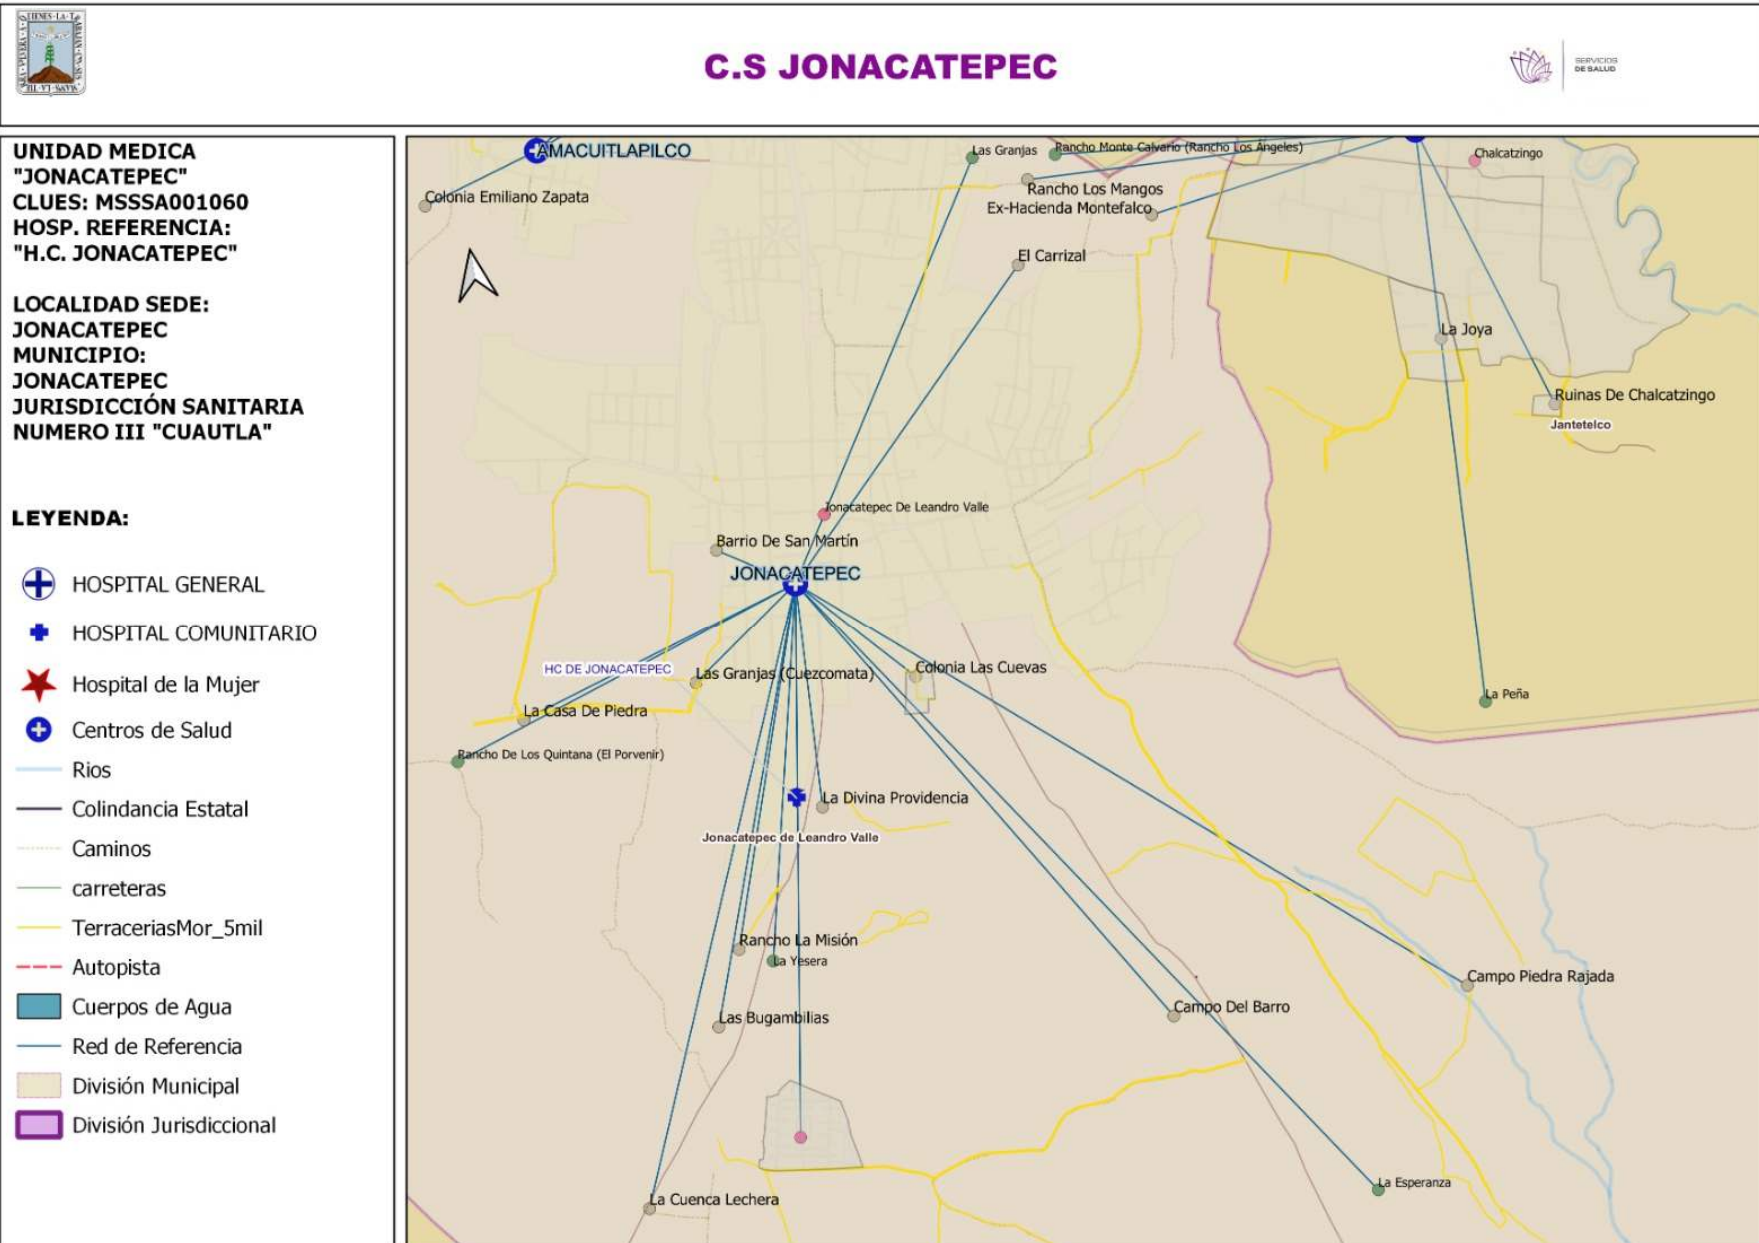 C.S JONACATEPEC
SERVICIOS
DE SALUD
UNIDAD MEDICA
"JONACATEPEC"
CLUES: MSSSA001060
HOSP. REFERENCIA:
"H.C. JONACATEPEC"
LOCALIDAD SEDE:
JONACATEPEC
MUNICIPIO:
JONACATEPEC
JURISDICCIÓN SANITARIA
NUMERO III "CUAUTLA"
LEYENDA:
HOSPITAL GENERAL
HOSPITAL COMUNITARIO
Hospital de la Mujer
Centros de Salud
Rios
Colindancia Estatal
Caminos
carreteras
TerraceriasMor_5mil
Autopista
Cuerpos de Agua
Red de Referencia
División Municipal
División Jurisdiccional
AMACUITLAPILCO
Colonia Emiliano Zapata
Las Granjas
Rancho Monte Calvario (Rancho Los Ángeles)
Chalcatzingo
Rancho Los Mangos
Ex-Hacienda Montefalco
El Carrizal
La Joya
Ruinas De Chalcatzingo
Jantetelco
Jonacatepec De Leandro Valle
Barrio De San Martín
JONACATEPEC
HC DE JONACATEPEC
Las Granjas (Cuezcomata)
Colonia Las Cuevas
La Peña
La Casa De Piedra
Rancho De Los Quintana (El Porvenir)
La Divina Providencia
Jonacatepec de Leandro Valle
Rancho La Misión
La Yesera
Campo Piedra Rajada
Campo Del Barro
Las Bugambilias
La Esperanza
La Cuenca Lechera